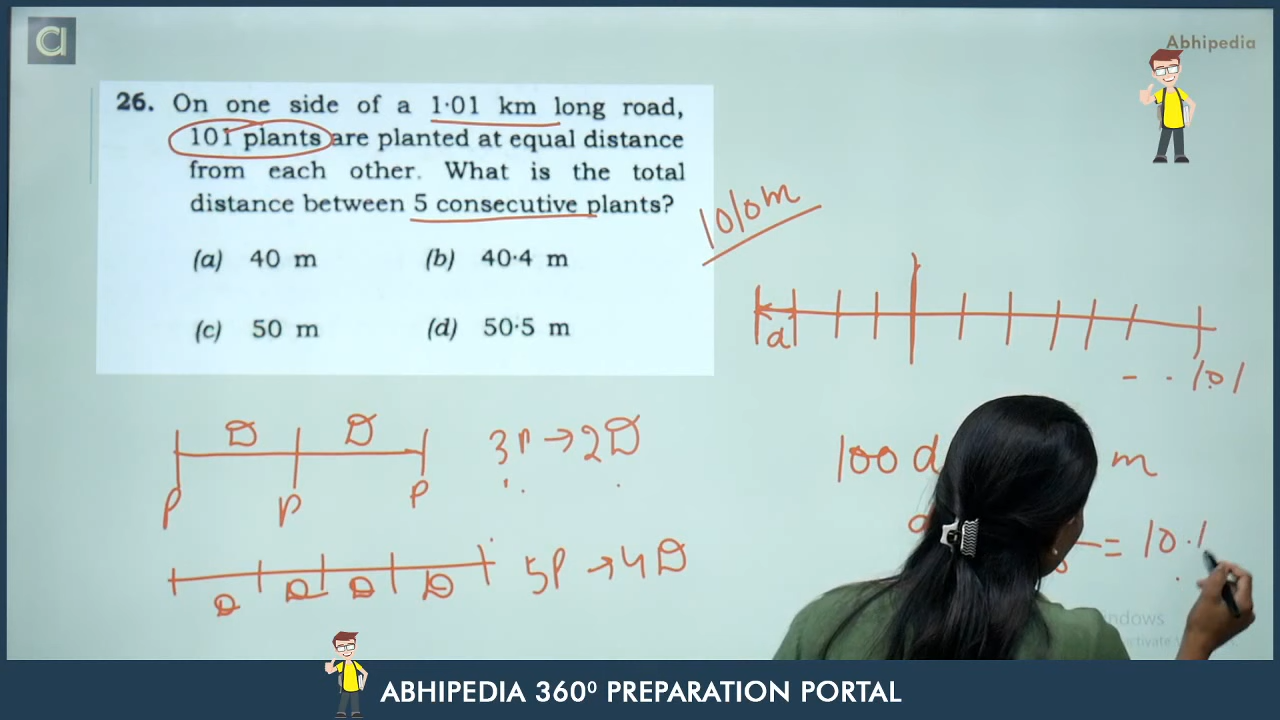 Abhipedia
26. On one side of a 1·01 km long road,
101 plants are planted at equal distance
from each other. What is the total
distance between 5 consecutive plants?
(a) 40 m (b) 40·4 m
(c) 50 m (d) 50·5 m
1010m
d
- - 101
D D 3P → 2D
P P P
100 d m
d = 10.1
D D D D 5P → 4D
ABHIPEDIA 360⁰ PREPARATION PORTAL